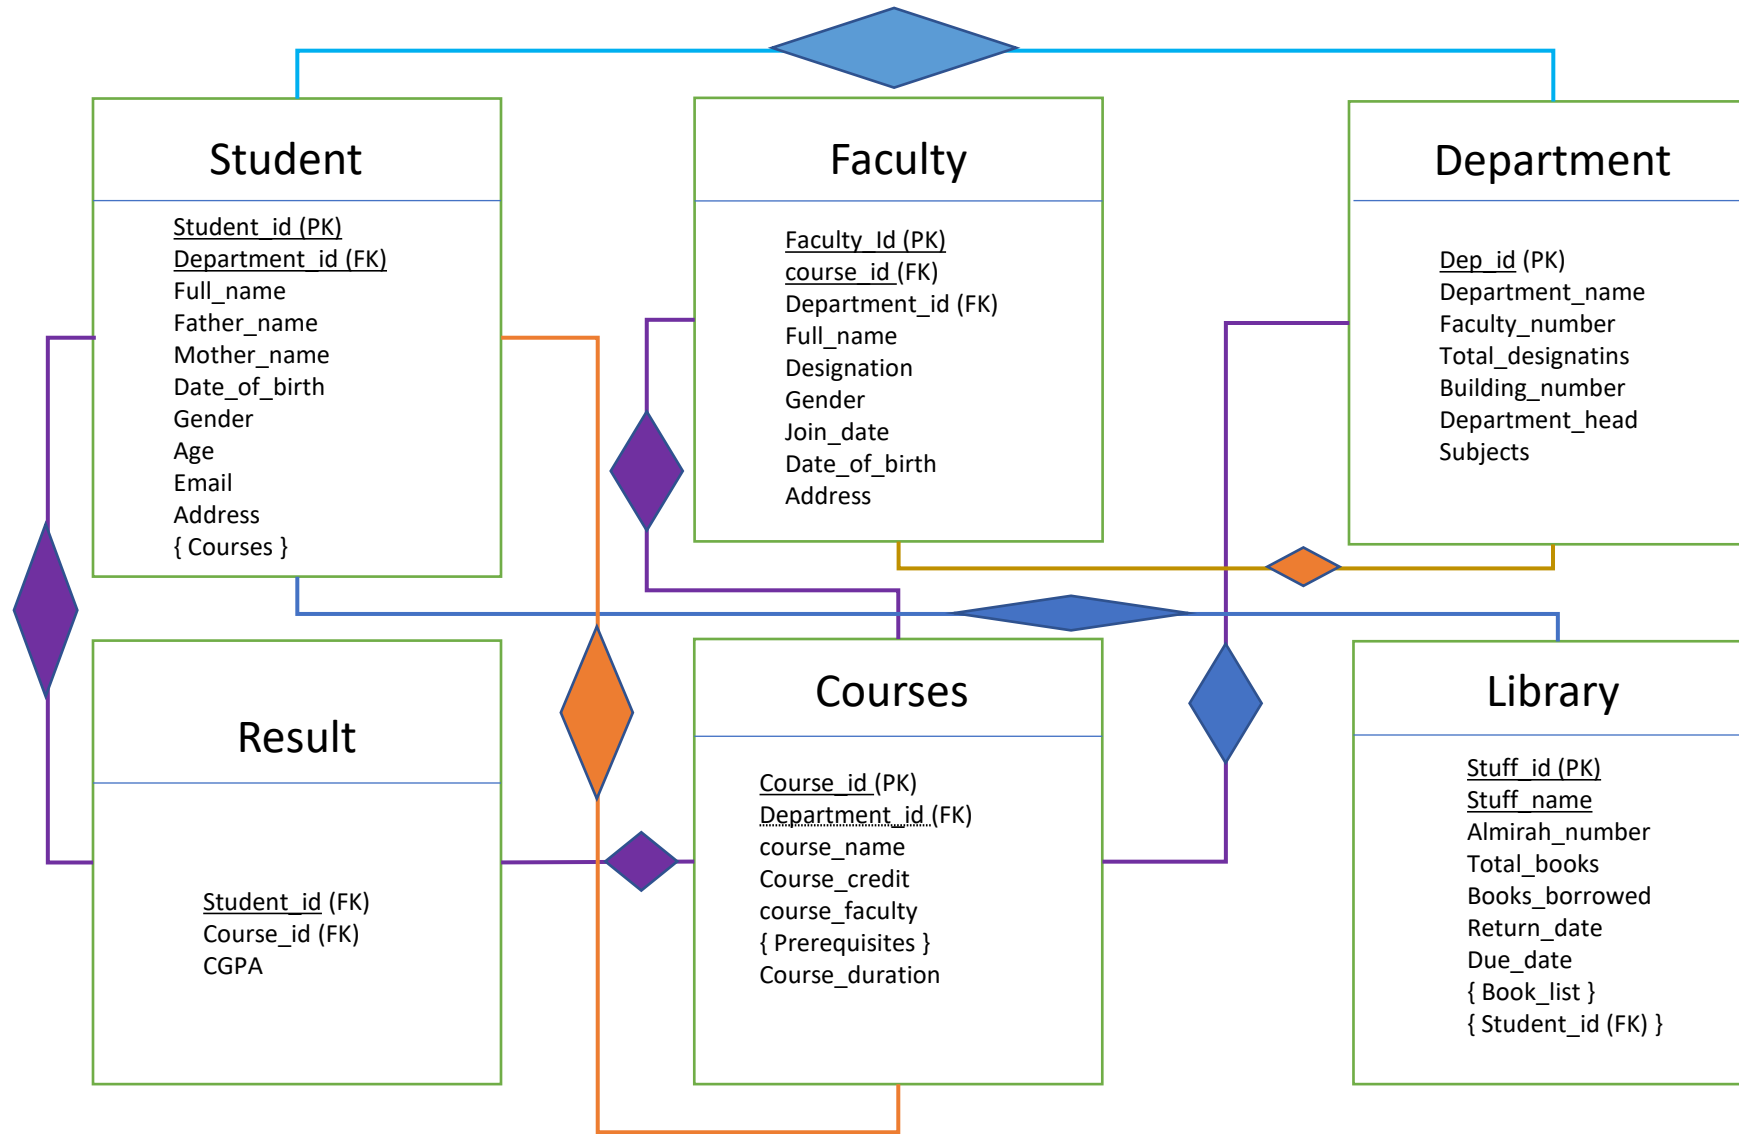 Student
Student_id (PK)
Department_id (FK)
Full_name
Father_name
Mother_name
Date_of_birth
Gender
Age
Email
Address
{ Courses }
Faculty
Faculty_Id (PK)
course_id (FK)
Department_id (FK)
Full_name
Designation
Gender
Join_date
Date_of_birth
Address
Department
Dep_id (PK)
Department_name
Faculty_number
Total_designatins
Building_number
Department_head
Subjects
Result
Student_id (FK)
Course_id (FK)
CGPA
Courses
Course_id (PK)
Department_id (FK)
course_name
Course_credit
course_faculty
{ Prerequisites }
Course_duration
Library
Stuff_id (PK)
Stuff_name
Almirah_number
Total_books
Books_borrowed
Return_date
Due_date
{ Book_list }
{ Student_id (FK) }